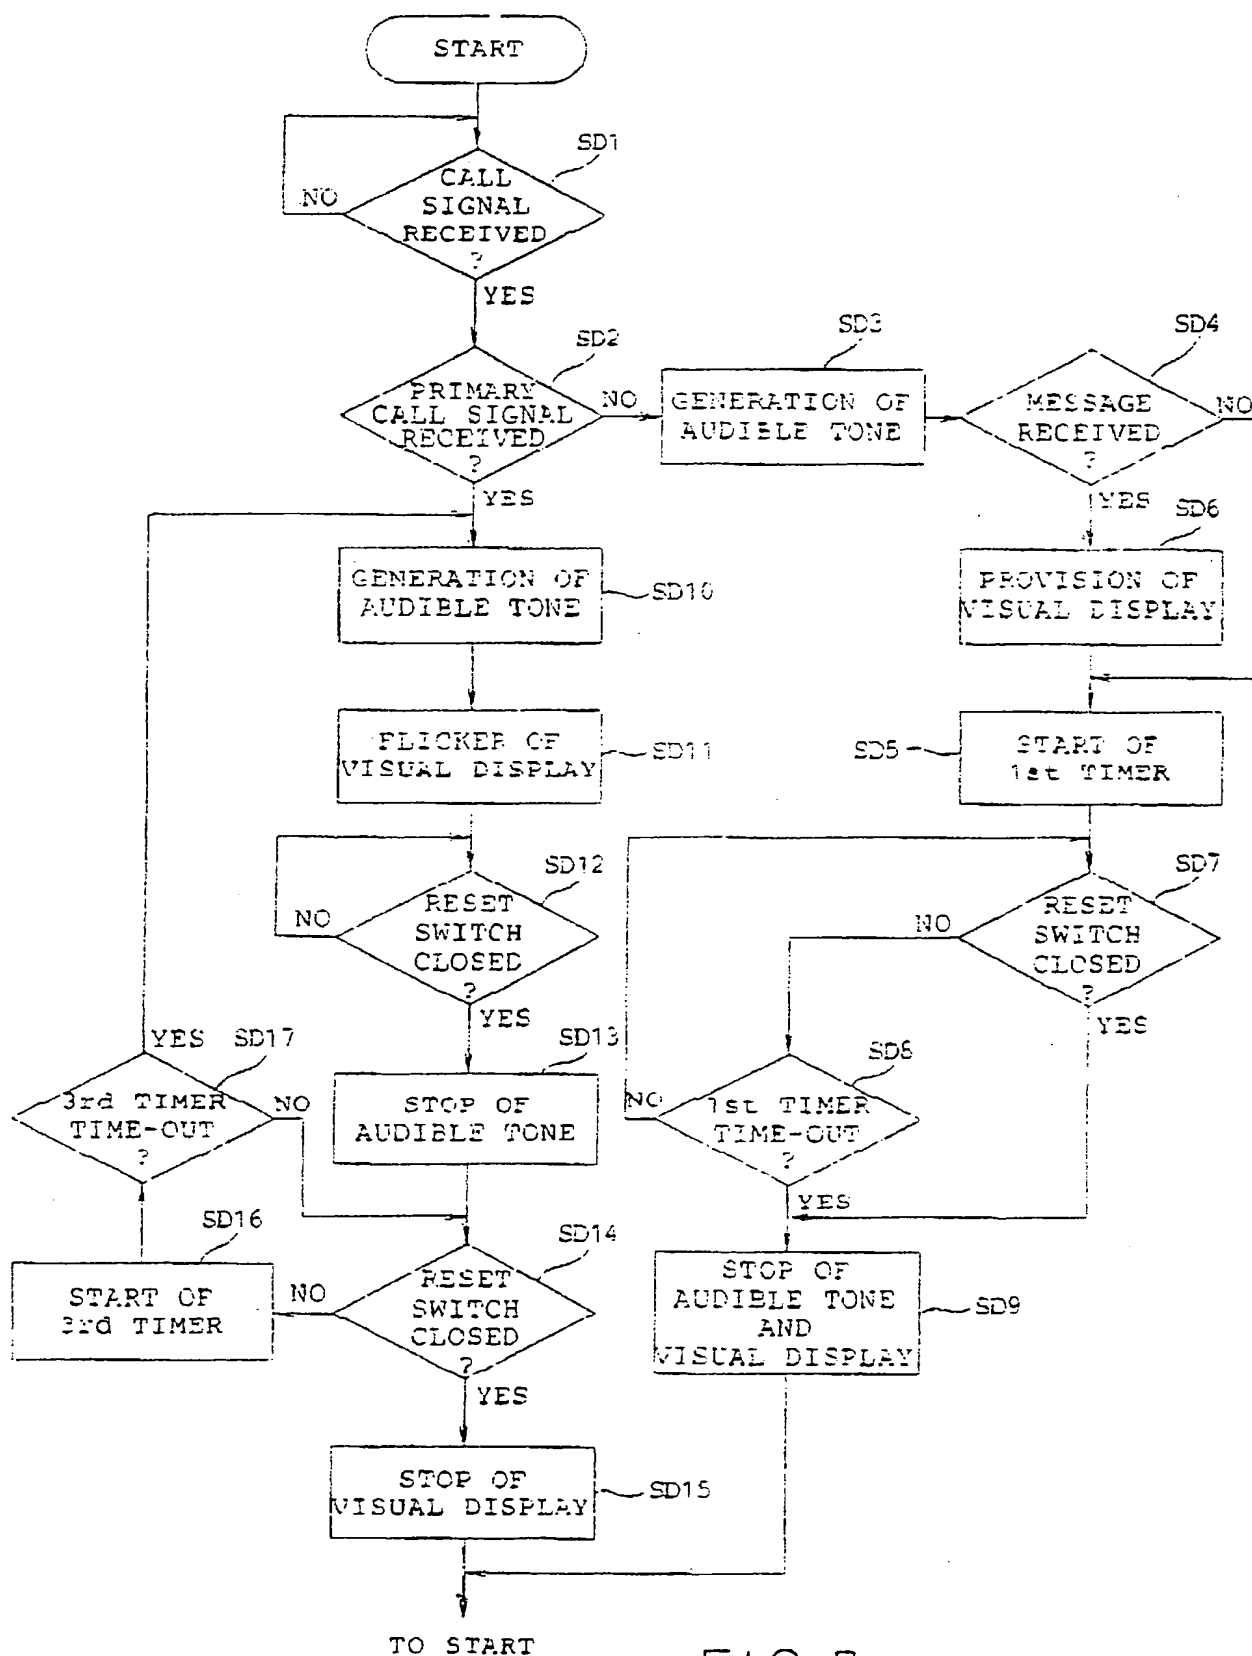 START
SD1
CALL
SIGNAL
RECEIVED
?
NO
YES
SD2
PRIMARY
CALL SIGNAL
RECEIVED
?
NO
YES
SD3
GENERATION OF
AUDIBLE TONE
SD4
MESSAGE
RECEIVED
?
NO
YES
SD6
PROVISION OF
VISUAL DISPLAY
GENERATION OF
AUDIBLE TONE
SD10
FLICKER OF
VISUAL DISPLAY
SD11
SD5
START OF
1st TIMER
SD12
RESET
SWITCH
CLOSED
?
NO
YES
SD7
RESET
SWITCH
CLOSED
?
NO
YES
SD13
STOP OF
AUDIBLE TONE
SD17
3rd TIMER
TIME-OUT
?
YES
NO
SD8
1st TIMER
TIME-OUT
?
NO
YES
SD16
START OF
3rd TIMER
SD14
RESET
SWITCH
CLOSED
?
NO
YES
STOP OF
AUDIBLE TONE
AND
VISUAL DISPLAY
SD9
STOP OF
VISUAL DISPLAY
SD15
TO START